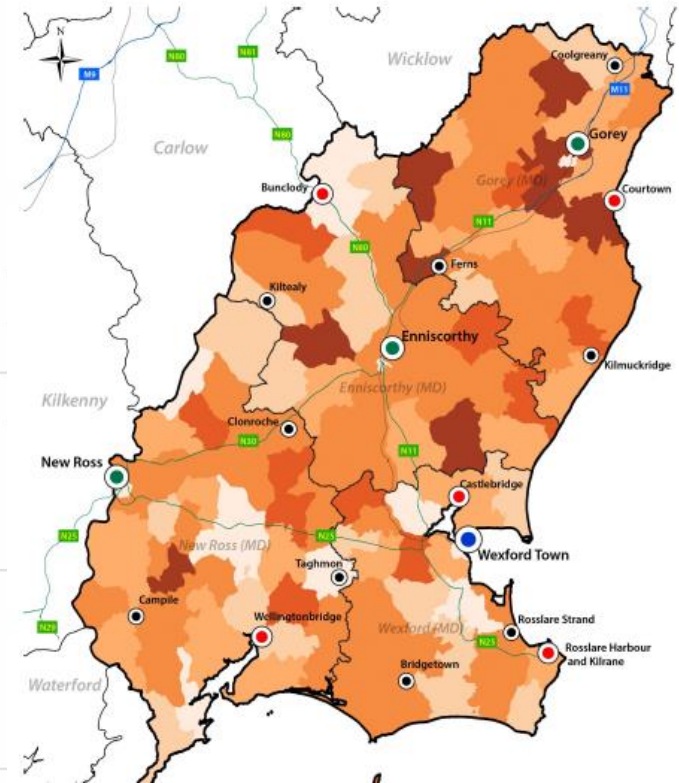 N
M9
N80
N81
Wicklow
Coolgreany
M11
Carlow
N80
Gorey
Bunclody
Gorey (MD)
Courtown
N11
N80
Ferns
Kiltealy
Enniscorthy
Kilmuckridge
Enniscorthy (MD)
Kilkenny
Clonroche
N30
New Ross
N11
Castlebridge
N25
N25
Wexford Town
New Ross (MD)
Taghmon
Campile
Wellingtonbridge
Rosslare Strand
N29
Wexford (MD)
N25
Rosslare Harbour
and Kilrane
Bridgetown
Waterford